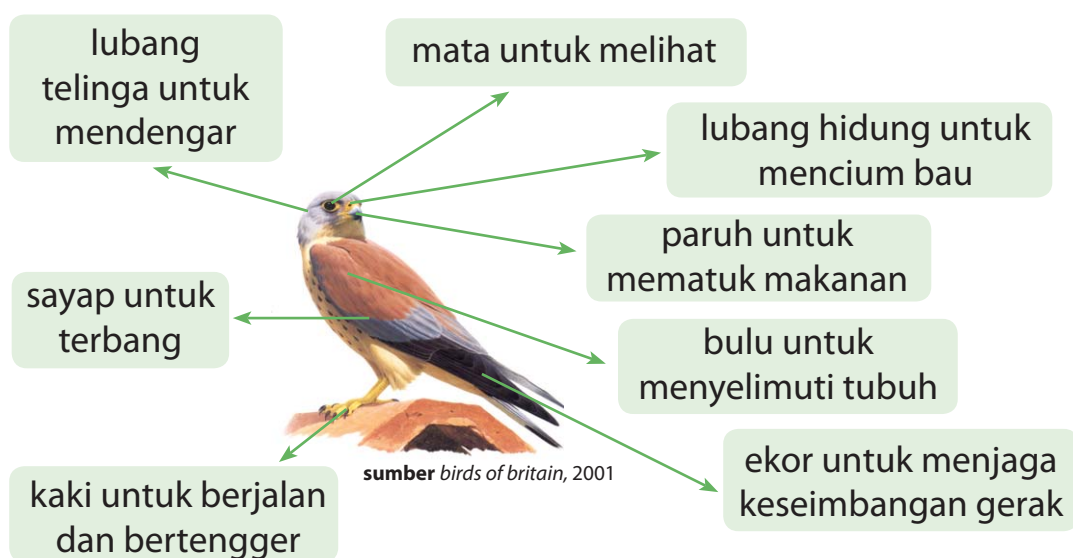 lubang
telinga untuk
mendengar
mata untuk melihat
lubang hidung untuk
mencium bau
paruh untuk
mematuk makanan
sayap untuk
terbang
bulu untuk
menyelimuti tubuh
sumber birds of britain, 2001
ekor untuk menjaga
keseimbangan gerak
kaki untuk berjalan
dan bertengger